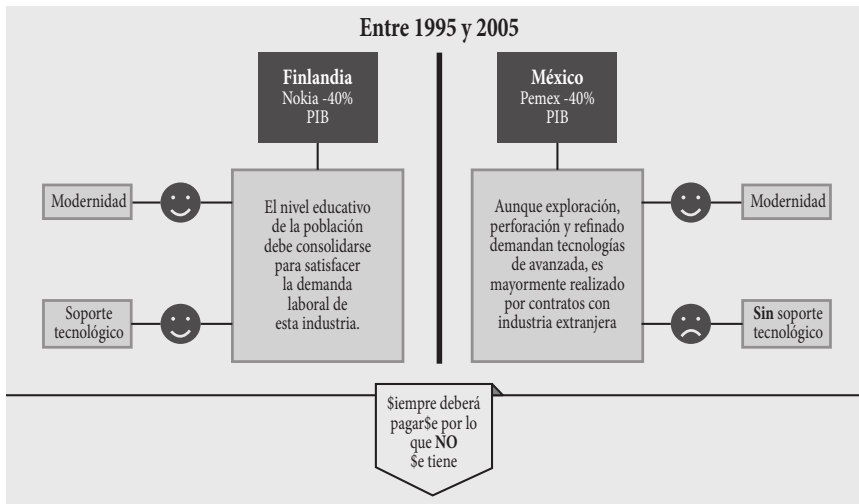 Entre 1995 y 2005
Finlandia
Nokia -40%
PIB
Modernidad
Soporte
tecnológico
El nivel educativo
de la población
debe consolidarse
para satisfacer
la demanda
laboral de
esta industria.
México
Pemex -40%
PIB
Aunque exploración,
perforación y refinado
demandan tecnologías
de avanzada, es
mayormente realizado
por contratos con
industria extranjera
Modernidad
Sin soporte
tecnológico
$iempre deberá
pagar$e por lo
que NO
$e tiene